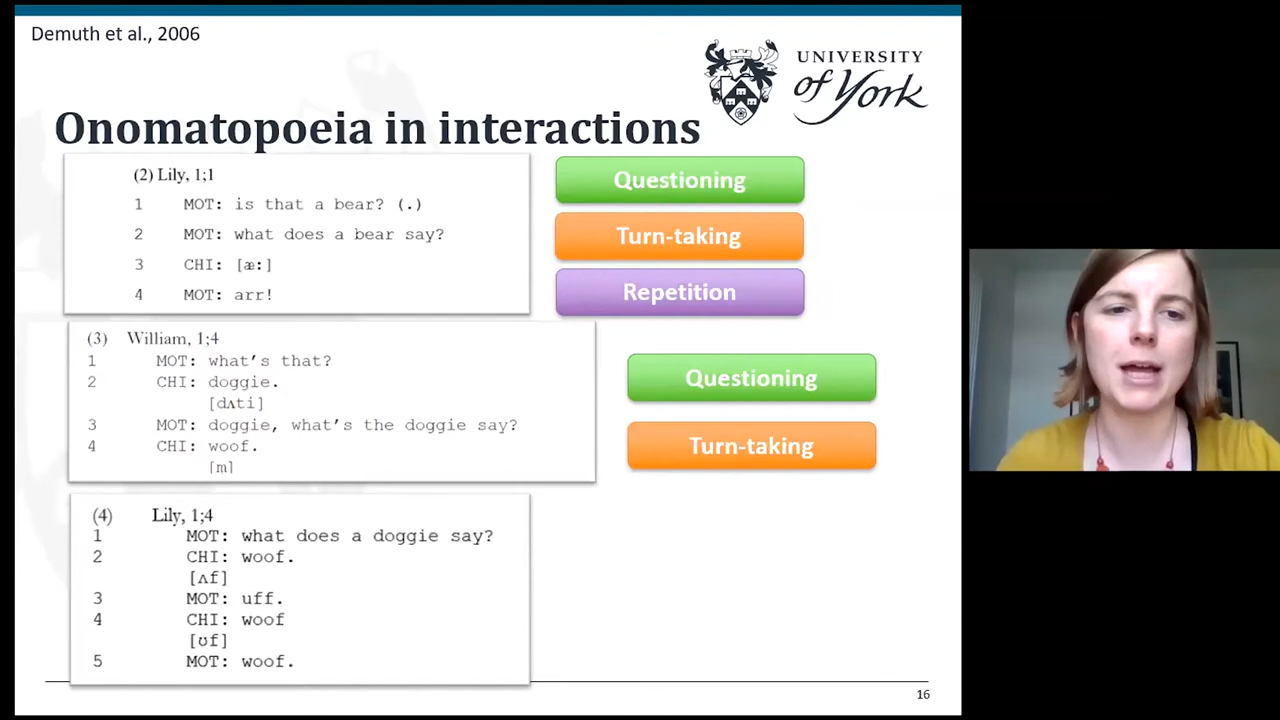 Demuth et al., 2006
UNIVERSITY
of York
Onomatopoeia in interactions
(2) Lily, 1;1
1 MOT: is that a bear? (.)
2 MOT: what does a bear say?
3 CHI: [æ:]
4 MOT: arr!
Questioning
Turn-taking
Repetition
(3) William, 1;4
1 MOT: what's that?
2 CHI: doggie.
[dʌti]
3 MOT: doggie, what's the doggie say?
4 CHI: woof.
[m]
Questioning
Turn-taking
(4) Lily, 1;4
1 MOT: what does a doggie say?
2 CHI: woof.
[ʌf]
3 MOT: uff.
4 CHI: woof
[ʊf]
5 MOT: woof.
16